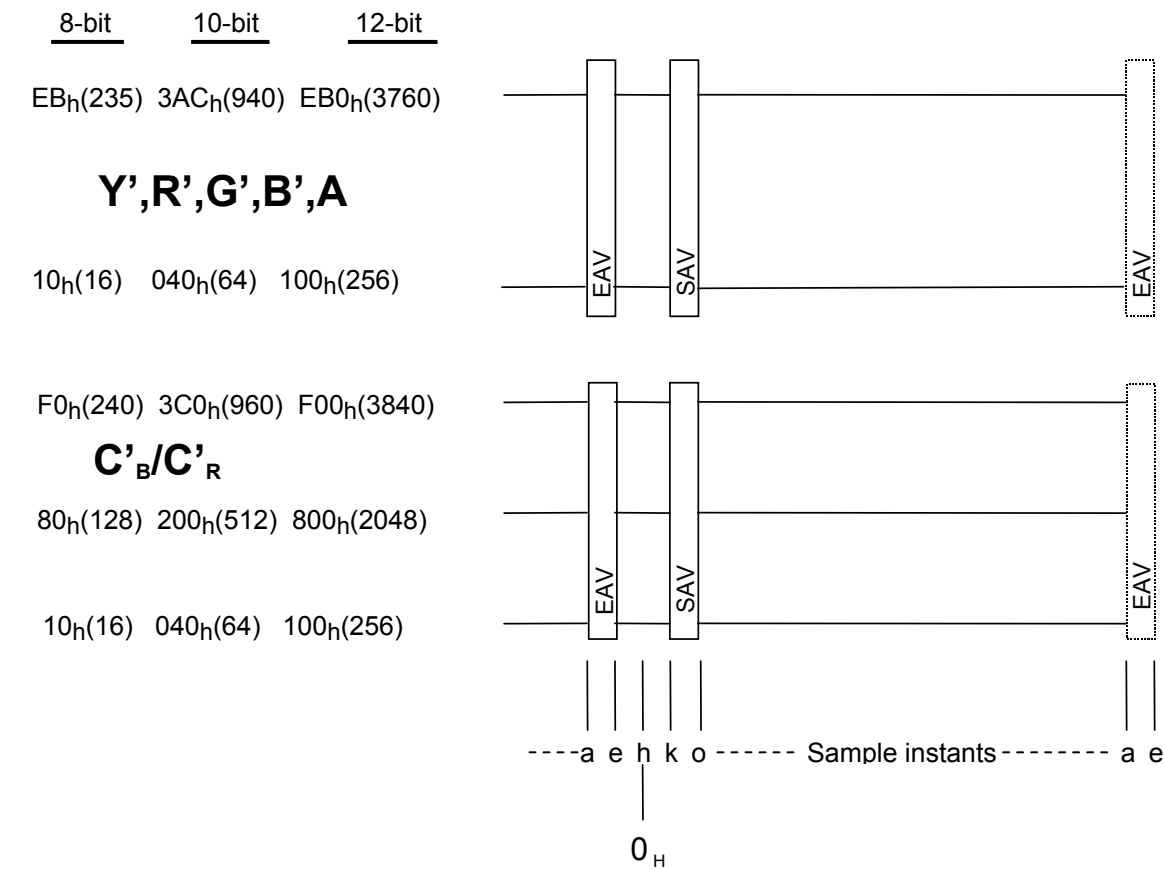 8-bit 10-bit 12-bit
EBh(235) 3ACh(940) EB0h(3760)
Y’,R’,G’,B’,A
10h(16) 040h(64) 100h(256)
EAV SAV EAV
F0h(240) 3C0h(960) F00h(3840)
C’B/C’R
80h(128) 200h(512) 800h(2048)
EAV SAV EAV
10h(16) 040h(64) 100h(256)
a e h k o Sample instants a e
0H